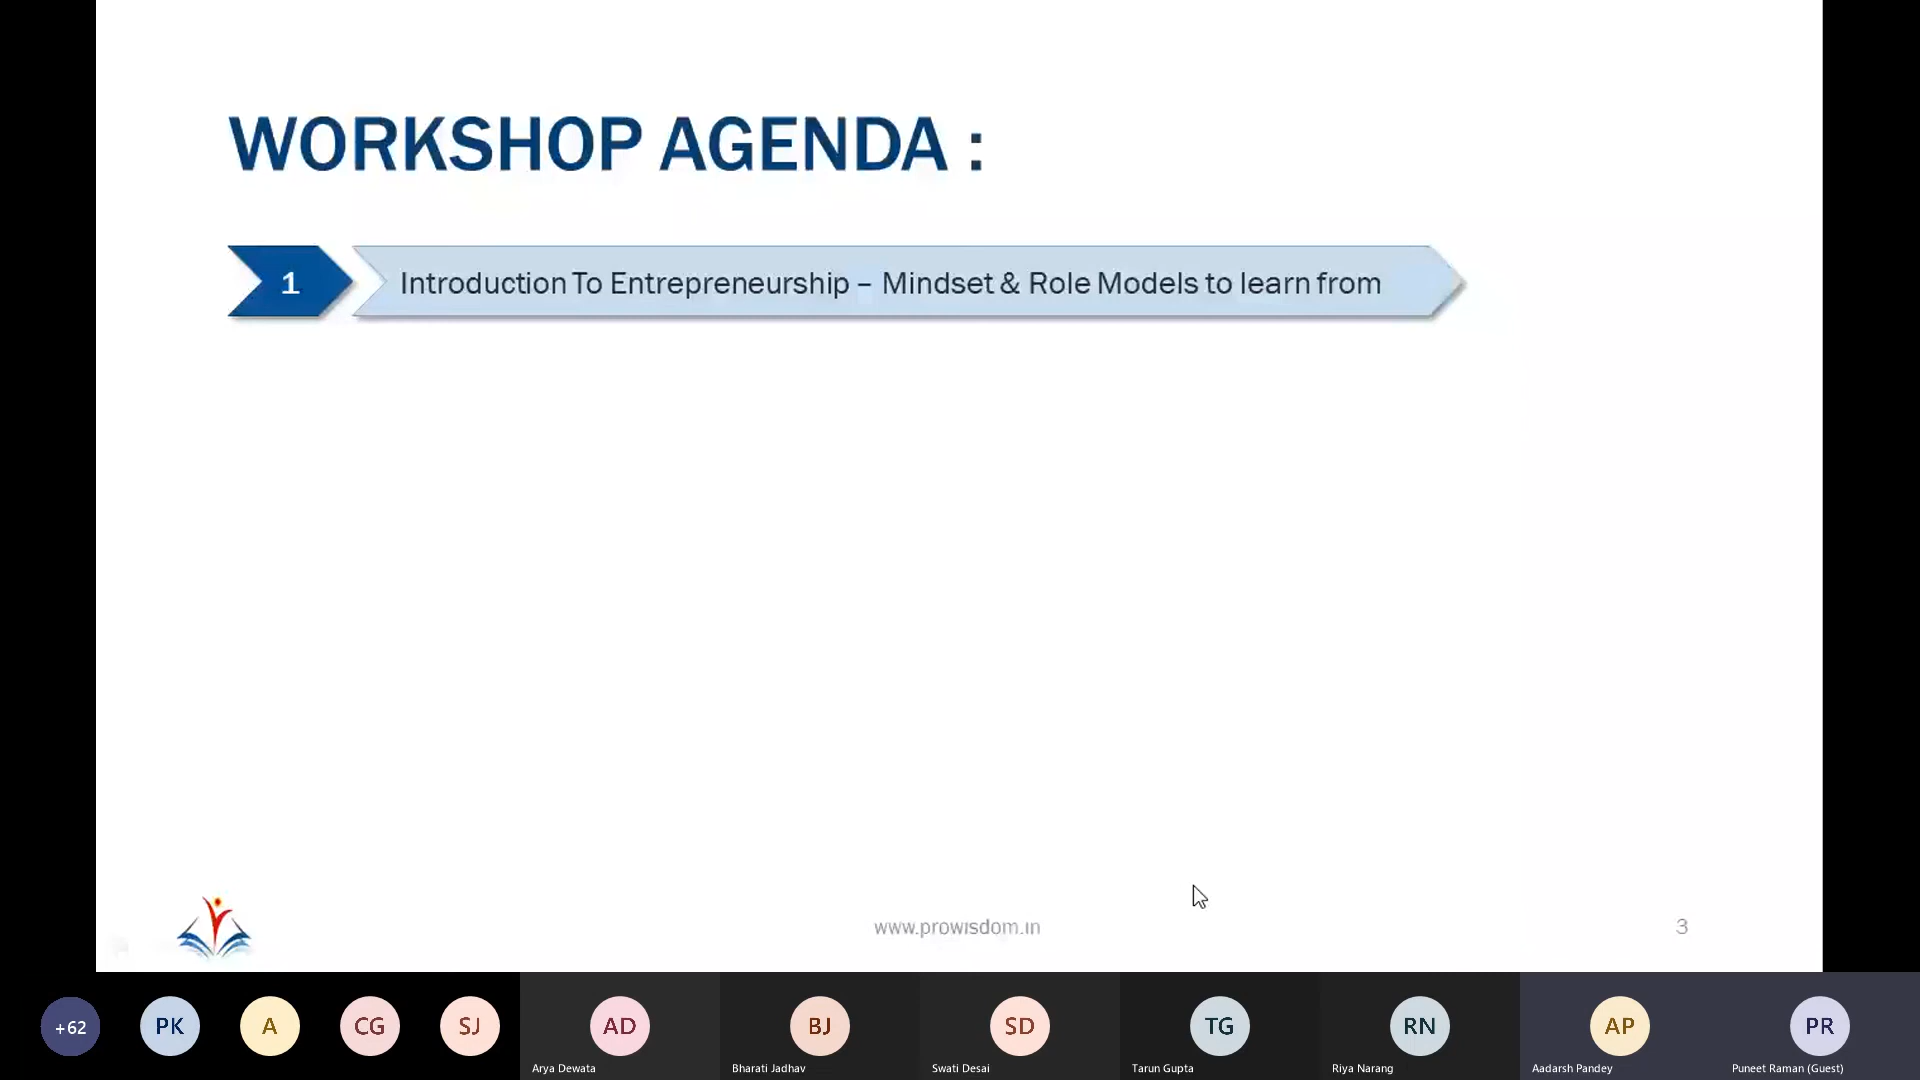 WORKSHOP AGENDA :
1 Introduction To Entrepreneurship – Mindset & Role Models to learn from
www.prowisdom.in
3
+62 PK A CG SJ AD BJ SD TG RN AP PR
Arya Dewata Bharati Jadhav Swati Desai Tarun Gupta Riya Narang Aadarsh Pandey Puneet Raman (Guest)